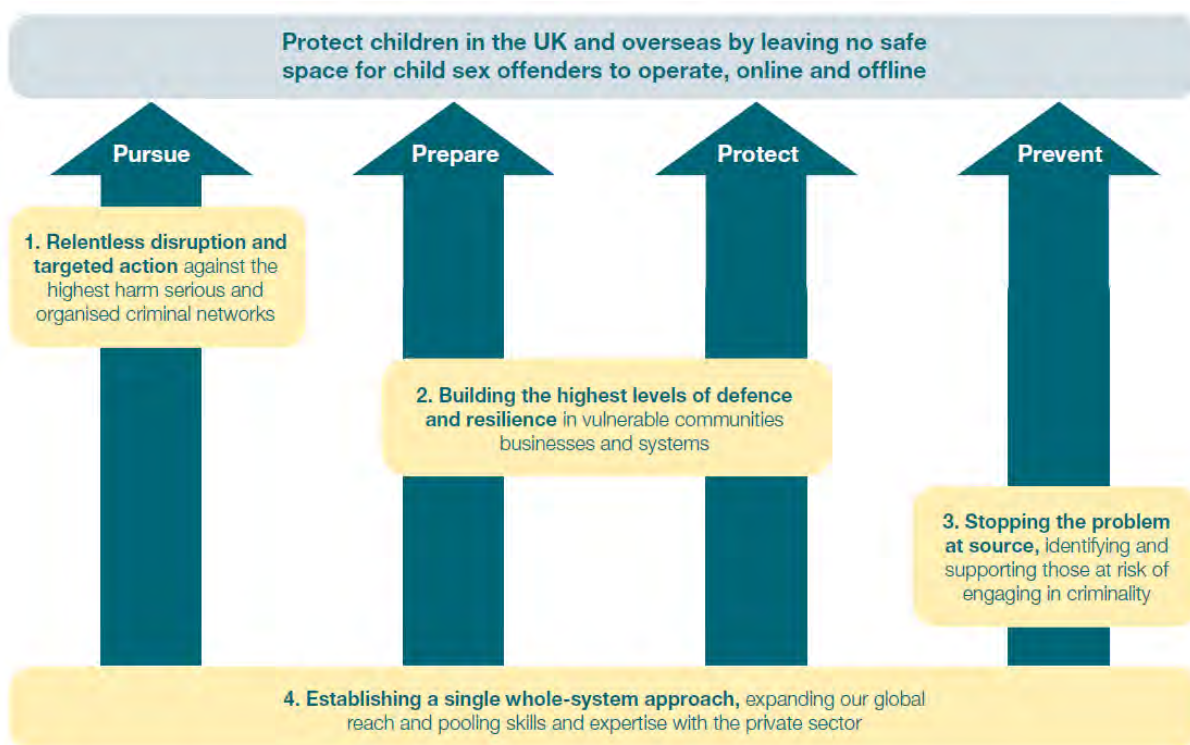 Protect children in the UK and overseas by leaving no safe
space for child sex offenders to operate, online and offline
Pursue
Prepare
Protect
Prevent
1. Relentless disruption and
targeted action against the
highest harm serious and
organised criminal networks
2. Building the highest levels of defence
and resilience in vulnerable communities
businesses and systems
3. Stopping the problem
at source, identifying and
supporting those at risk of
engaging in criminality
4. Establishing a single whole-system approach, expanding our global
reach and pooling skills and expertise with the private sector